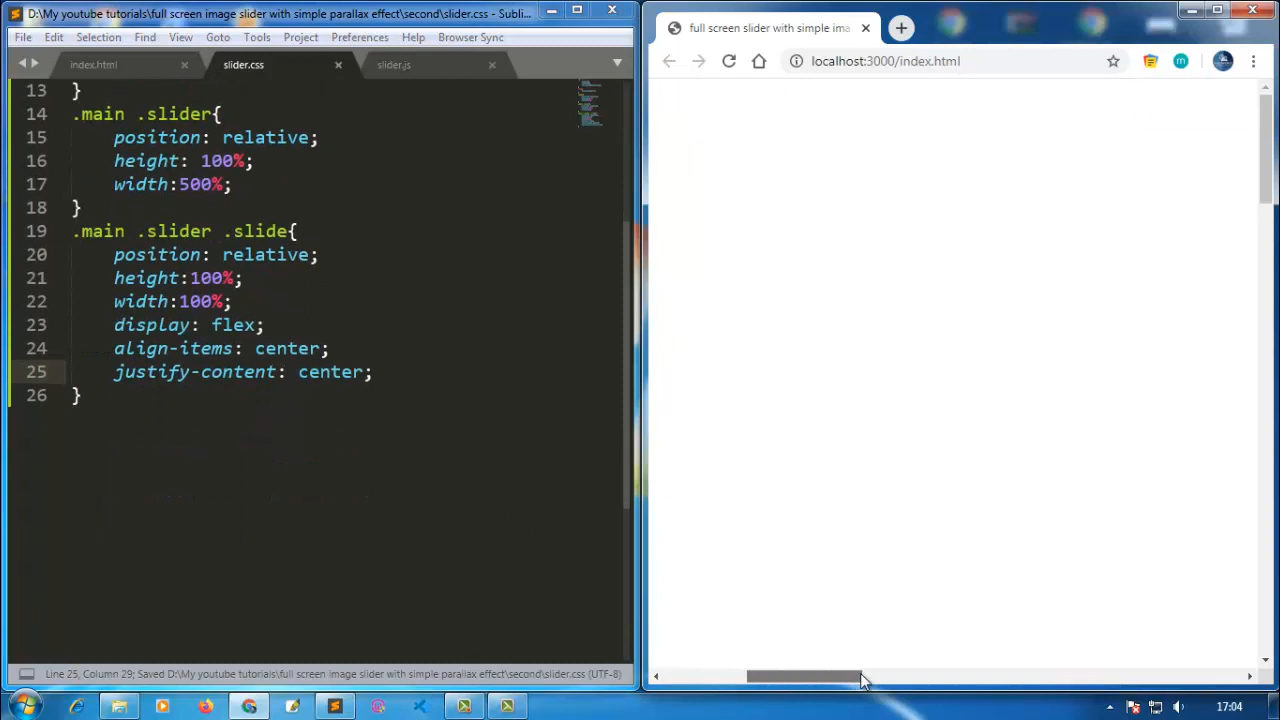 D:\My youtube tutorials\full screen image slider with simple parallax effect\second\slider.css - Subli...
File Edit Selection Find View Goto Tools Project Preferences Help Browser Sync
index.html slider.css slider.js
13 }
14 .main .slider{
15 position: relative;
16 height: 100%;
17 width:500%;
18 }
19 .main .slider .slide{
20 position: relative;
21 height:100%;
22 width:100%;
23 display: flex;
24 align-items: center;
25 justify-content: center;
26 }
Line 25, Column 29; Saved D:\My youtube tutorials\full screen image slider with simple parallax effect\second\slider.css (UTF-8)
full screen slider with simple ima
localhost:3000/index.html
m
17:04